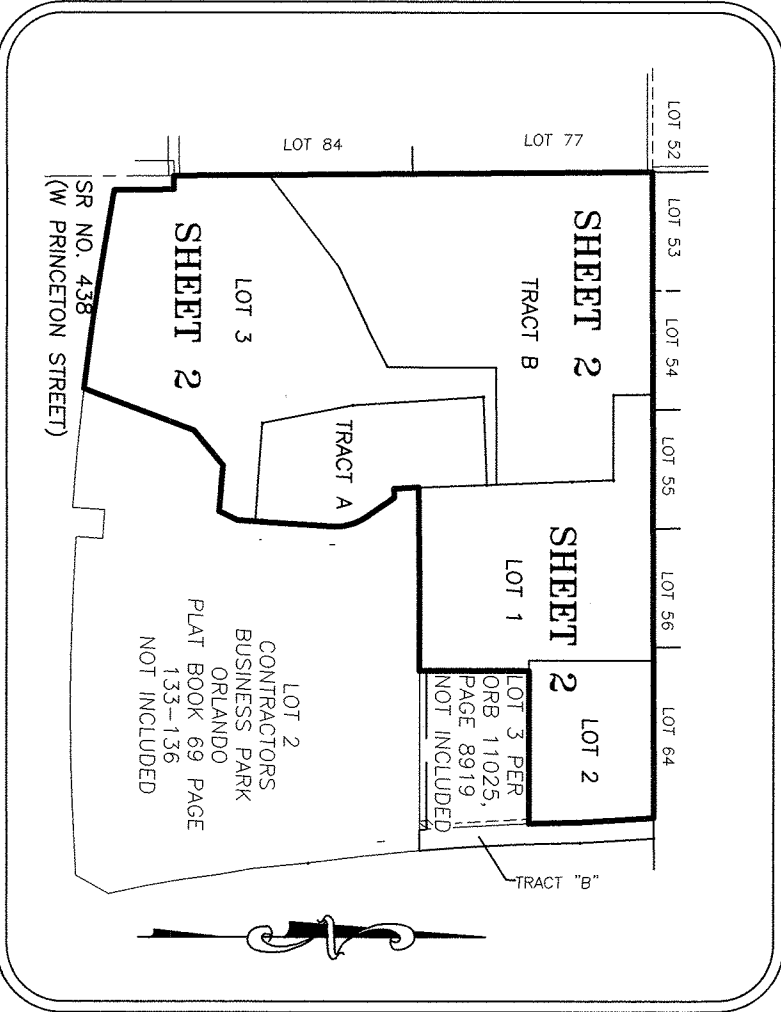 LOT 52
LOT 53
LOT 54
LOT 55
LOT 56
LOT 64
LOT 77
LOT 84
SHEET 2
TRACT B
SHEET 2
LOT 1
LOT 2
LOT 3 PER
ORB 11025,
PAGE 8919
NOT INCLUDED
TRACT "B"
LOT 3
SHEET 2
TRACT A
SR NO. 438
(W PRINCETON STREET)
LOT 2
CONTRACTORS
BUSINESS PARK
ORLANDO
PLAT BOOK 69 PAGE
133-136
NOT INCLUDED
N